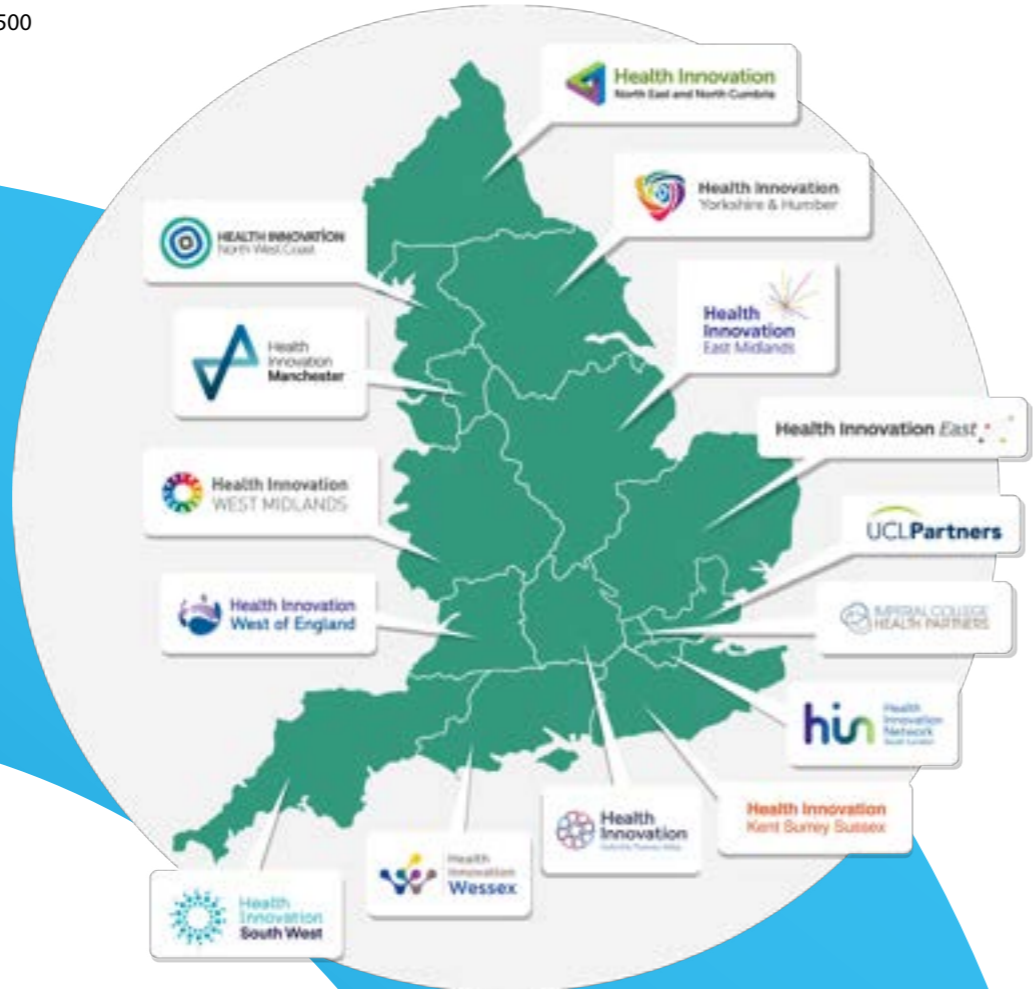 500
Health Innovation
North East and North Cumbria
Health Innovation
Yorkshire & Humber
HEALTH INNOVATION
North West Coast
Health
Innovation
East Midlands
Health
Innovation
Manchester
Health Innovation East
Health Innovation
WEST MIDLANDS
UCLPartners
Health Innovation
West of England
IMPERIAL COLLEGE
HEALTH PARTNERS
hin
Health
Innovation
Network
South London
Health
Innovation
Health Innovation
Kent Surrey Sussex
Health
Innovation
Wessex
Health
Innovation
South West